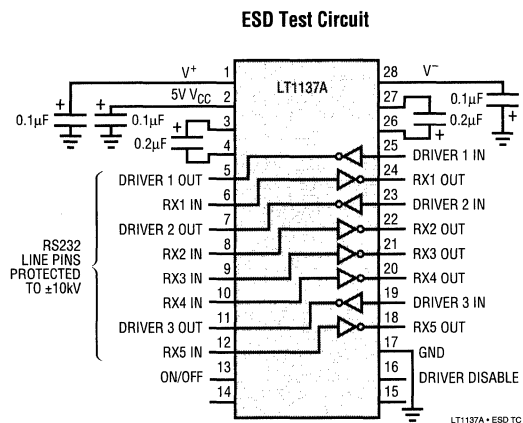 ESD Test Circuit
V+ 1
5V VCC 2
3
4
0.1µF + + 0.1µF
0.2µF +
LT1137A
28 V−
27
26
+ 0.1µF
0.2µF
+
DRIVER 1 OUT 5
RX1 IN 6
DRIVER 2 OUT 7
RX2 IN 8
RX3 IN 9
RX4 IN 10
DRIVER 3 OUT 11
RX5 IN 12
ON/OFF 13
14
RS232
LINE PINS
PROTECTED
TO ±10kV
25 DRIVER 1 IN
24 RX1 OUT
23 DRIVER 2 IN
22 RX2 OUT
21 RX3 OUT
20 RX4 OUT
19 DRIVER 3 IN
18 RX5 OUT
17 GND
16 DRIVER DISABLE
15
LT1137A • ESD TC